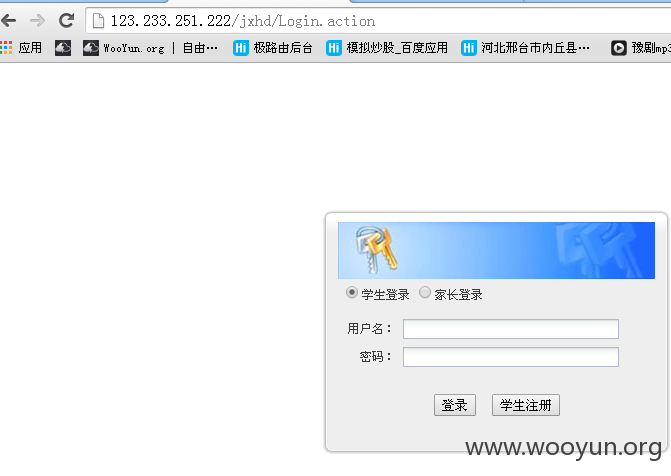 123.233.251.222/jxhd/Login.action
应用 WooYun.org | 自由… Hi 极路由后台 Hi 模拟炒股_百度应用 Hi 河北邢台市内丘县… 豫剧mp3
学生登录 家长登录
用户名：
密码：
登录 学生注册
www.wooyun.org